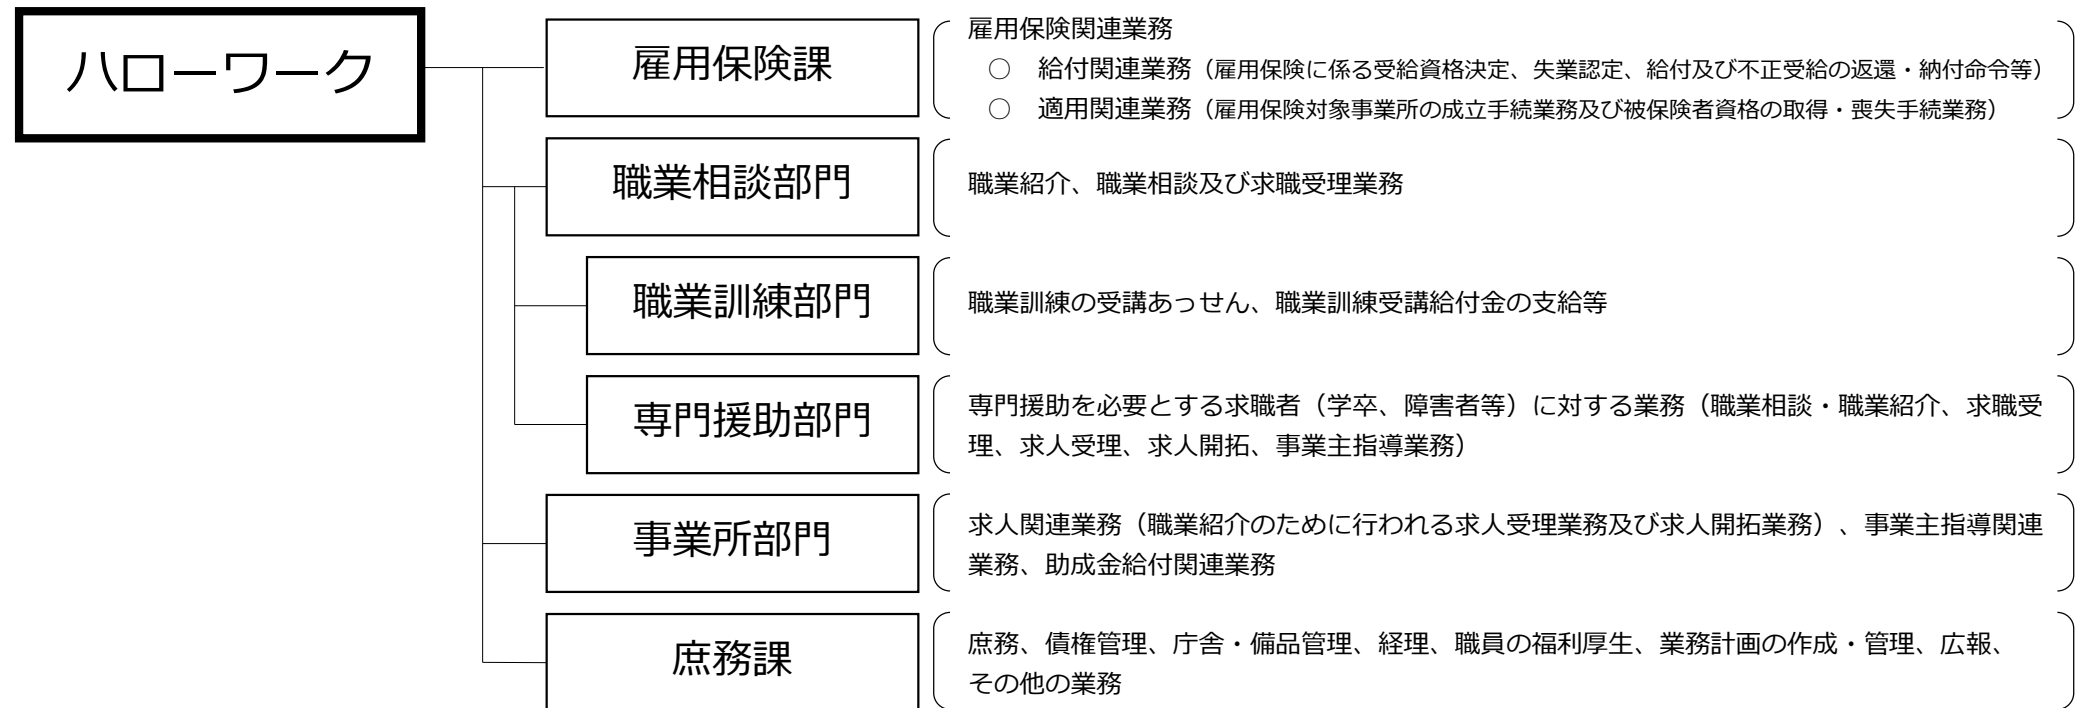 ハローワーク
雇用保険課
雇用保険関連業務
○ 給付関連業務（雇用保険に係る受給資格決定、失業認定、給付及び不正受給の返還・納付命令等）
○ 適用関連業務（雇用保険対象事業所の成立手続業務及び被保険者資格の取得・喪失手続業務）
職業相談部門
職業紹介、職業相談及び求職受理業務
職業訓練部門
職業訓練の受講あっせん、職業訓練受講給付金の支給等
専門援助部門
専門援助を必要とする求職者（学卒、障害者等）に対する業務（職業相談・職業紹介、求職受
理、求人受理、求人開拓、事業主指導業務）
事業所部門
求人関連業務（職業紹介のために行われる求人受理業務及び求人開拓業務）、事業主指導関連
業務、助成金給付関連業務
庶務課
庶務、債権管理、庁舎・備品管理、経理、職員の福利厚生、業務計画の作成・管理、広報、
その他の業務